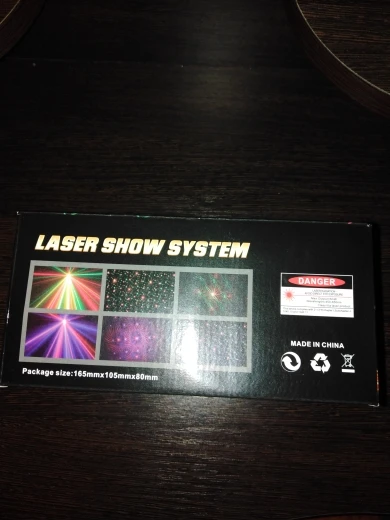 LASER SHOW SYSTEM
DANGER
MADE IN CHINA
Package size:165mmx105mmx80mm